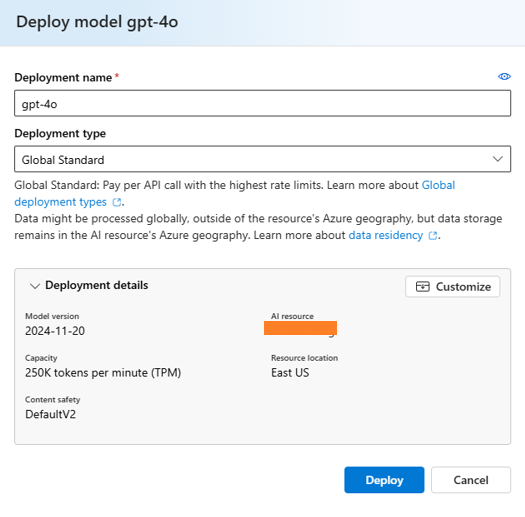 Deploy model gpt-4o
Deployment name*
gpt-4o
Deployment type
Global Standard
Global Standard: Pay per API call with the highest rate limits. Learn more about Global
deployment types.
Data might be processed globally, outside of the resource's Azure geography, but data storage
remains in the AI resource's Azure geography. Learn more about data residency.
Deployment details
Customize
Model version
2024-11-20
AI resource
Capacity
250K tokens per minute (TPM)
Resource location
East US
Content safety
DefaultV2
Deploy
Cancel